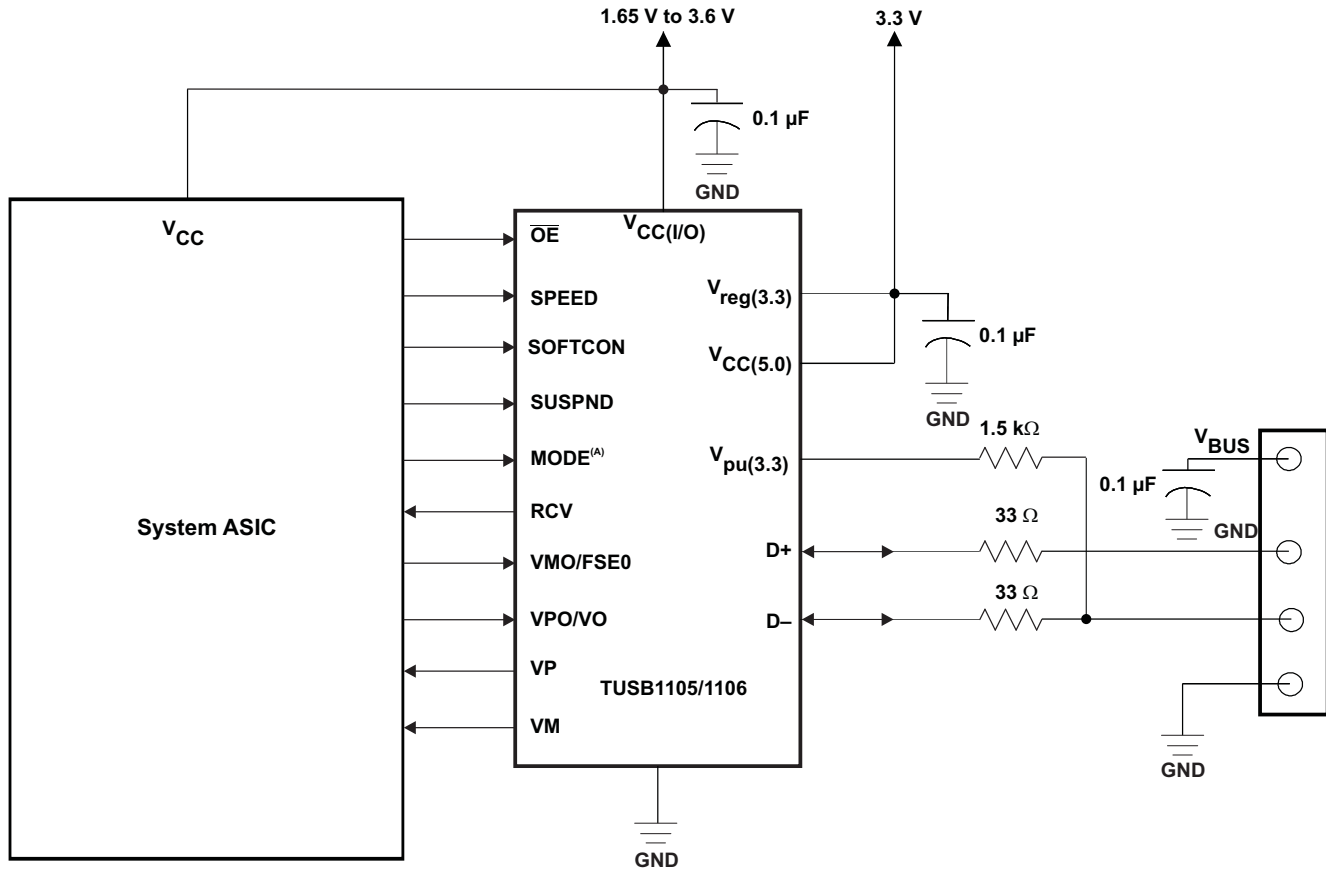 1.65 V to 3.6 V
3.3 V
0.1 µF
GND
VCC
OE
VCC(I/O)
SPEED
Vreg(3.3)
SOFTCON
0.1 µF
VCC(5.0)
SUSPND
GND
1.5 kΩ
MODE(A)
Vpu(3.3)
VBUS
0.1 µF
RCV
System ASIC
33 Ω
GND
D+
VMO/FSE0
33 Ω
VPO/VO
D–
VP
TUSB1105/1106
VM
GND
GND